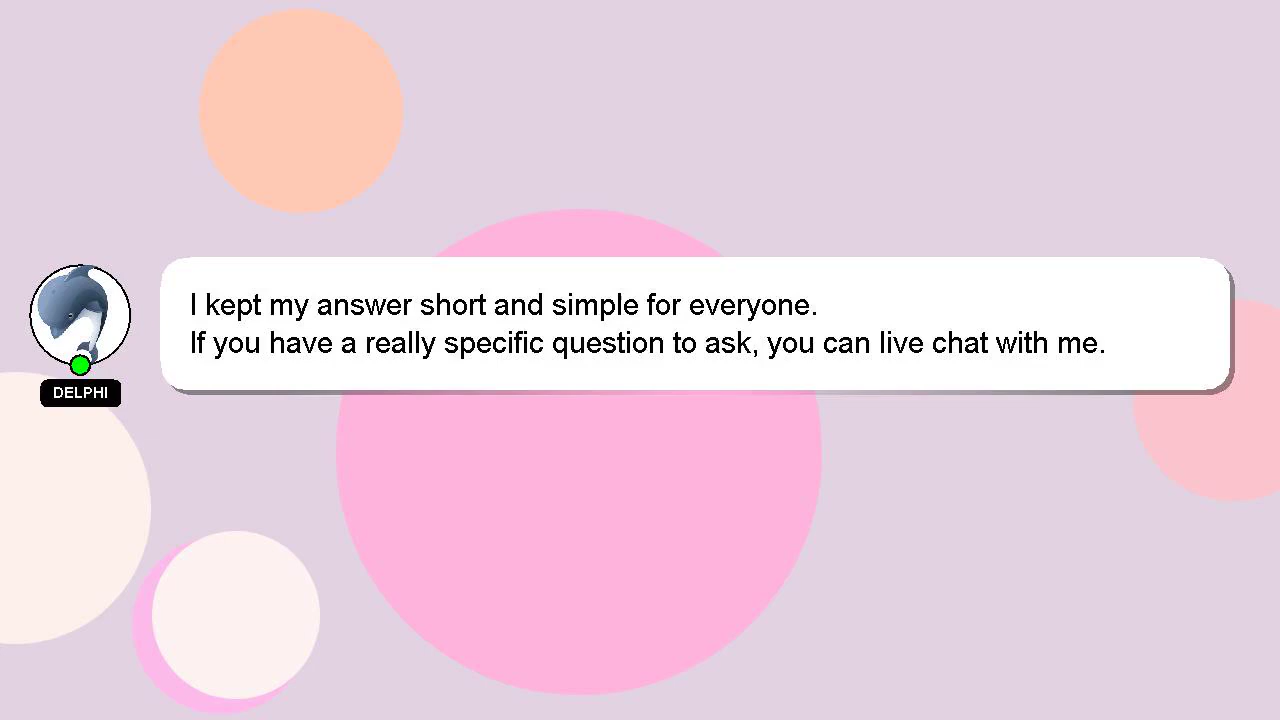 I kept my answer short and simple for everyone.
If you have a really specific question to ask, you can live chat with me.
DELPHI